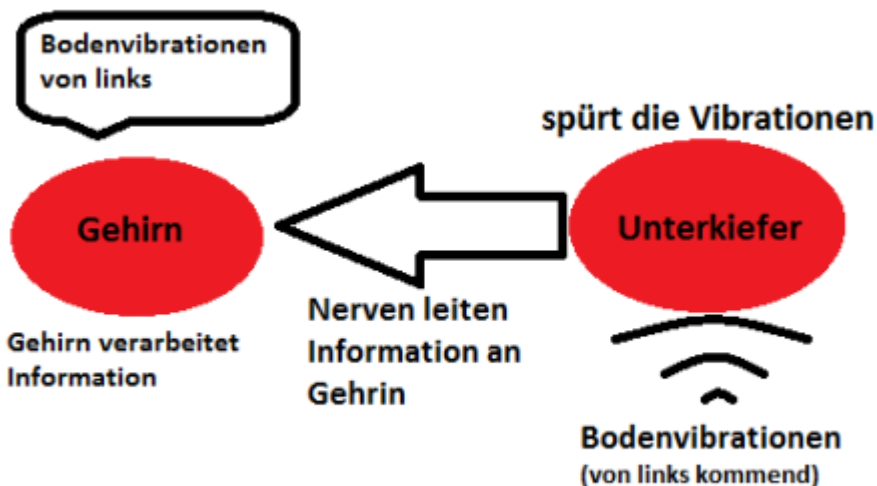 Bodenvibrationen
von links
spürt die Vibrationen
Gehirn
Unterkiefer
Nerven leiten
Information an
Gehrin
Gehirn verarbeitet
Information
Bodenvibrationen
(von links kommend)